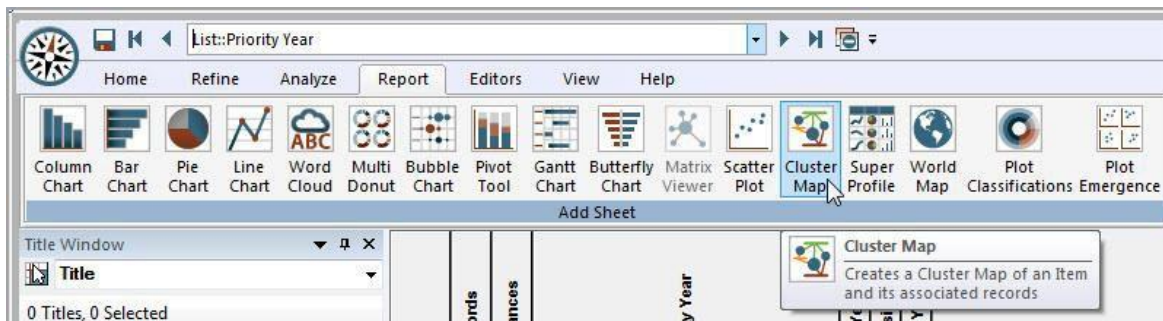 List::Priority Year
Home Refine Analyze Report Editors View Help
ABC
Column Bar Pie Line Word Multi Bubble Pivot Gantt Butterfly Matrix Scatter Cluster Super World Plot Plot
Chart Chart Chart Chart Cloud Donut Chart Tool Chart Chart Viewer Plot Map Profile Map Classifications Emergence
Add Sheet
Title Window
Title
0 Titles, 0 Selected
Cluster Map
Creates a Cluster Map of an Item
and its associated records